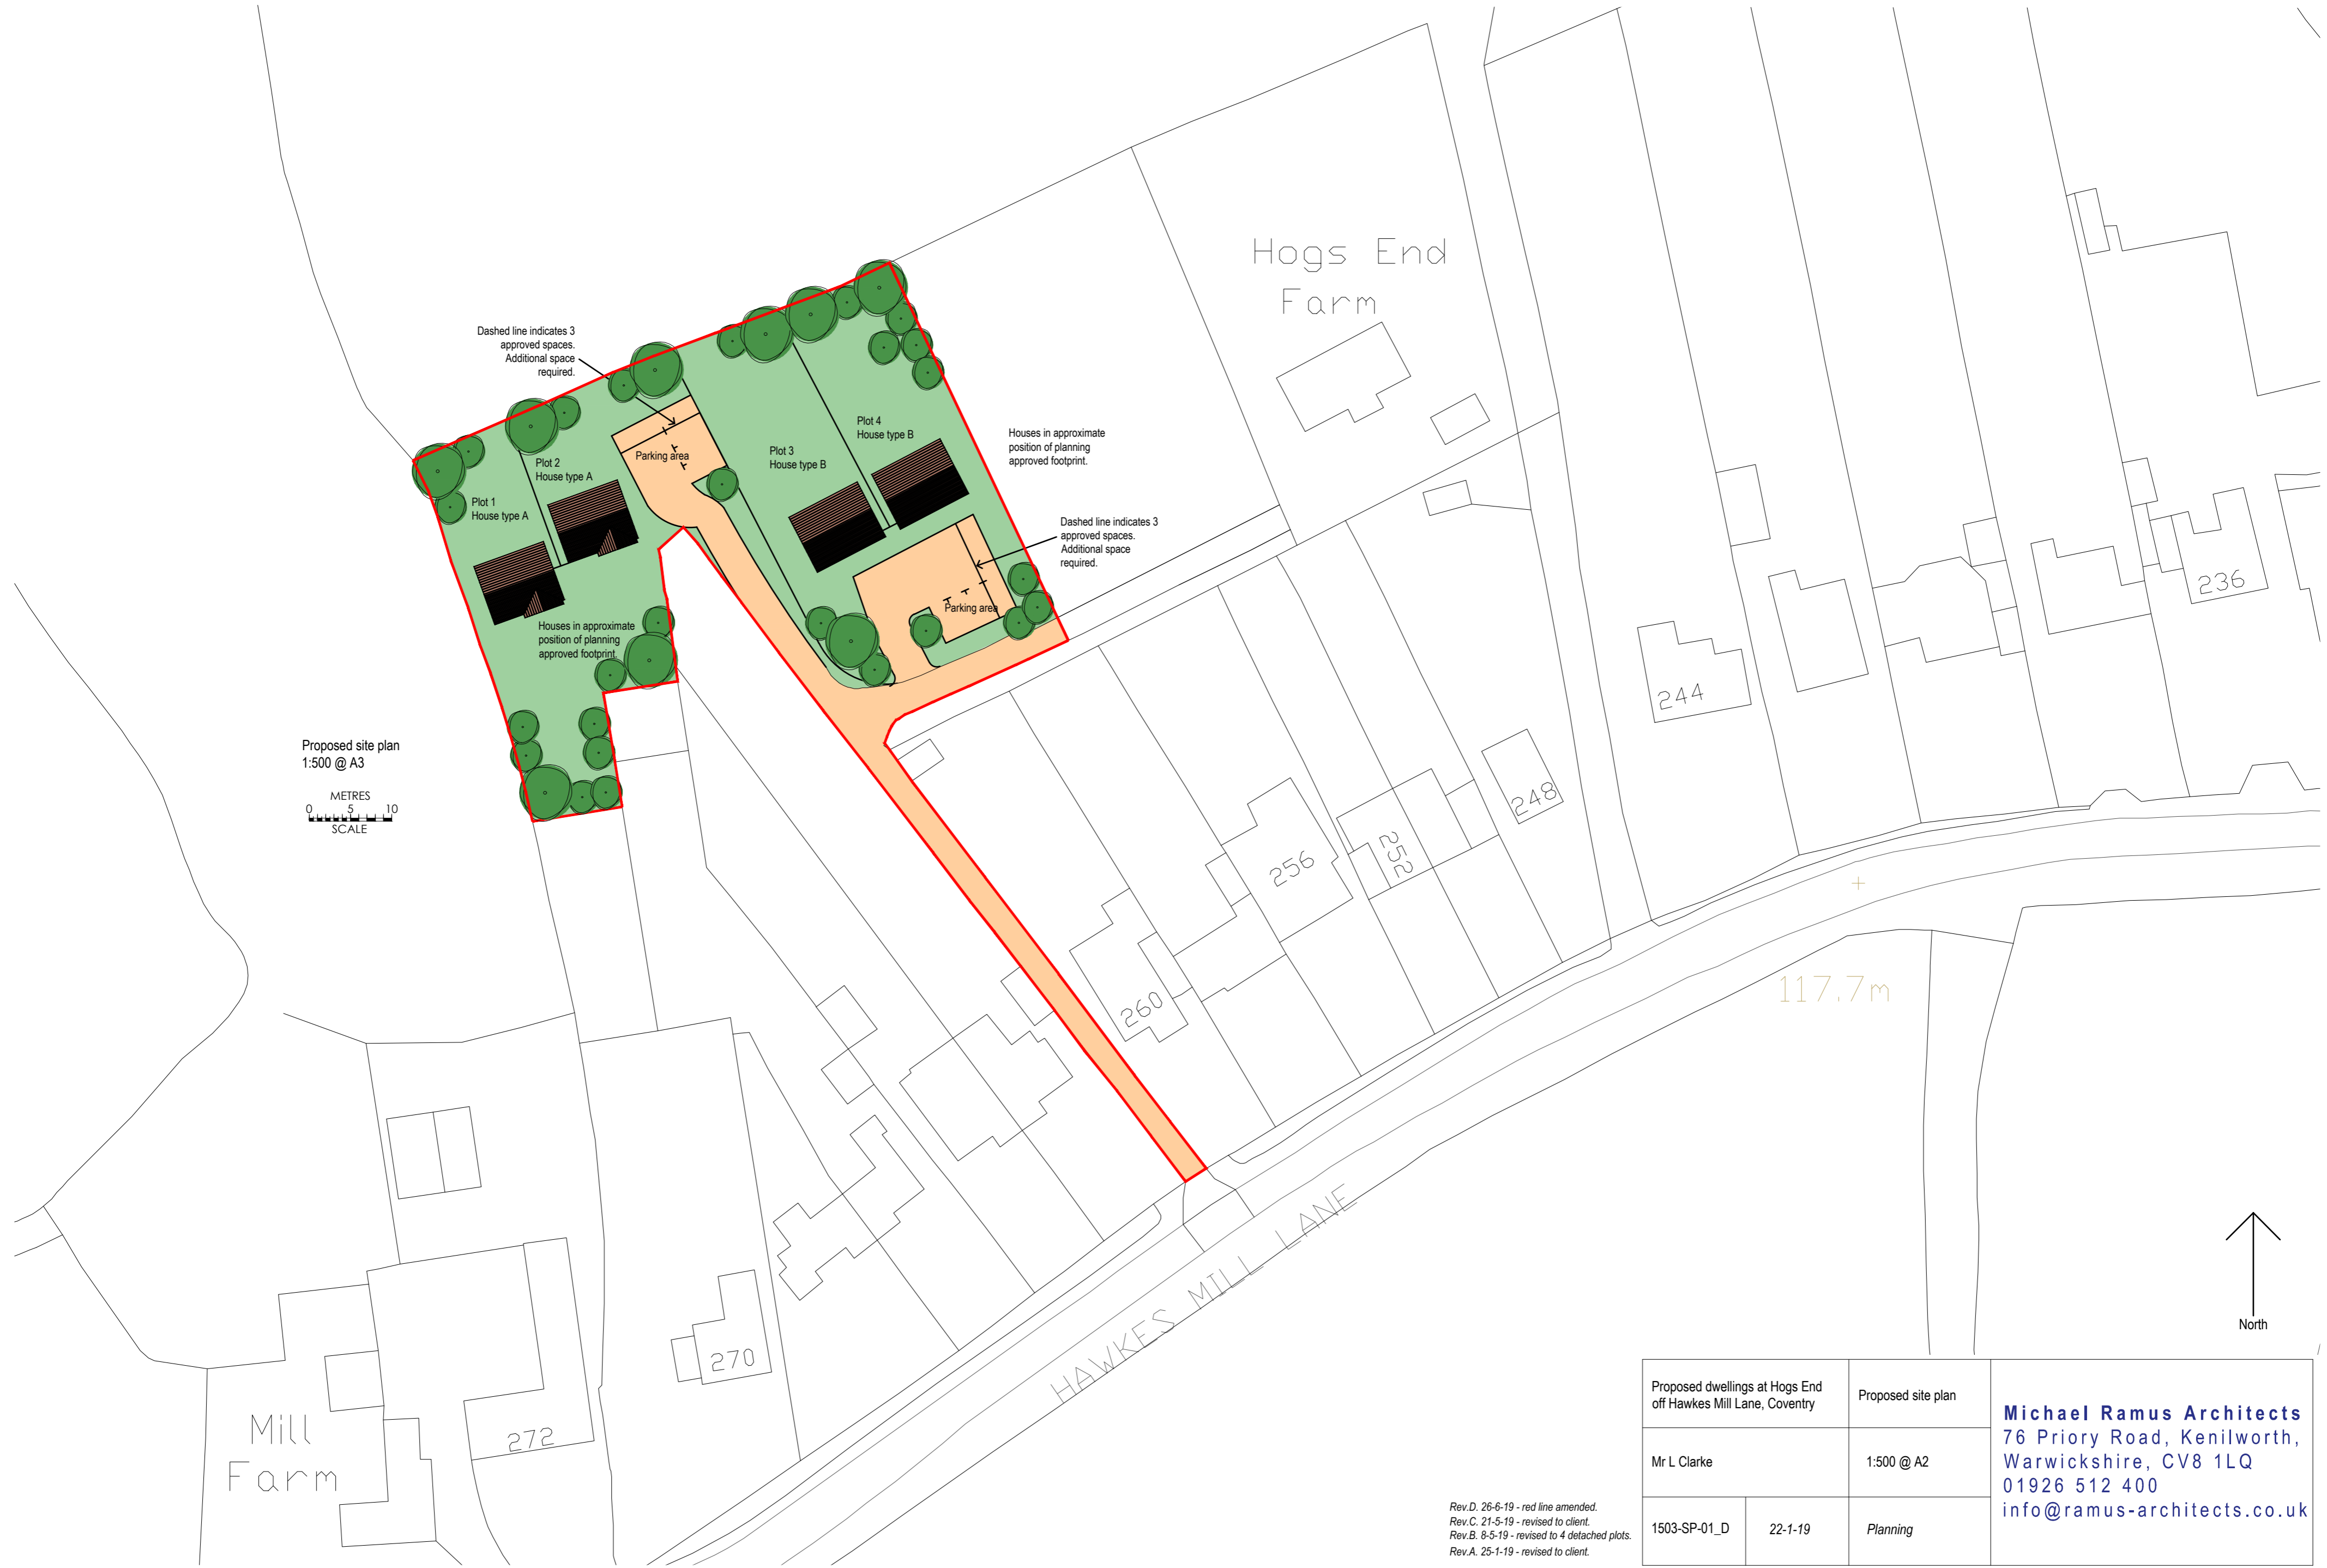 Hogs End
Farm
Dashed line indicates 3
approved spaces.
Additional space
required.
Parking area
Plot 4
House type B
Plot 3
House type B
Houses in approximate
position of planning
approved footprint.
Plot 2
House type A
Plot 1
House type A
Dashed line indicates 3
approved spaces.
Additional space
required.
Parking area
Houses in approximate
position of planning
approved footprint.
236
244
248
252
256
260
Proposed site plan
1:500 @ A3
METRES
0 5 10
SCALE
117.7m
HAWKES MILL LANE
270
272
Mill
Farm
North
Rev.D. 26-6-19 - red line amended.
Rev.C. 21-5-19 - revised to client.
Rev.B. 8-5-19 - revised to 4 detached plots.
Rev.A. 25-1-19 - revised to client.
Proposed dwellings at Hogs End
off Hawkes Mill Lane, Coventry
Proposed site plan
Mr L Clarke
1:500 @ A2
1503-SP-01_D
22-1-19
Planning
Michael Ramus Architects
76 Priory Road, Kenilworth,
Warwickshire, CV8 1LQ
01926 512 400
info@ramus-architects.co.uk